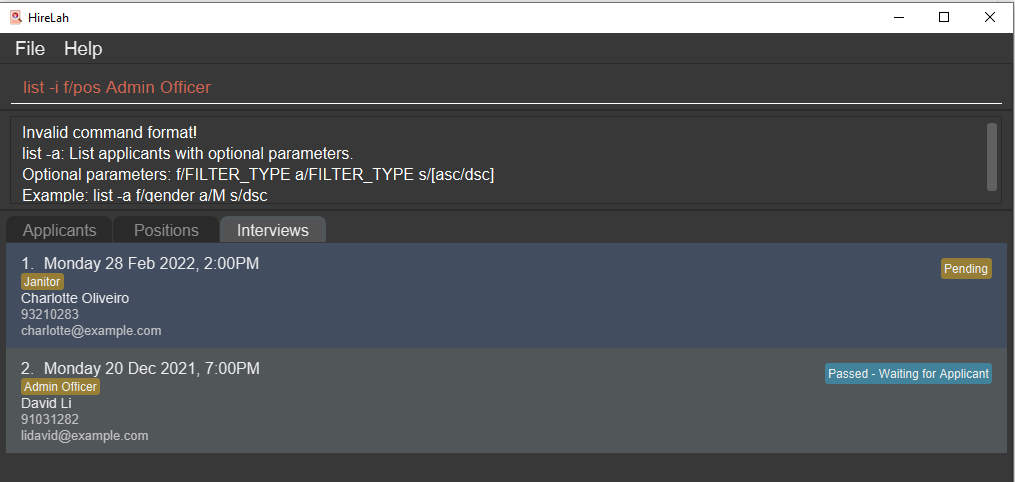 HireLah
File Help
list -i f/pos Admin Officer
Invalid command format!
list -a: List applicants with optional parameters.
Optional parameters: f/FILTER_TYPE a/FILTER_TYPE s/[asc/dsc]
Example: list -a f/gender a/M s/dsc
Applicants Positions Interviews
1. Monday 28 Feb 2022, 2:00PM
Pending
Janitor
Charlotte Oliveiro
93210283
charlotte@example.com
2. Monday 20 Dec 2021, 7:00PM
Passed - Waiting for Applicant
Admin Officer
David Li
91031282
lidavid@example.com